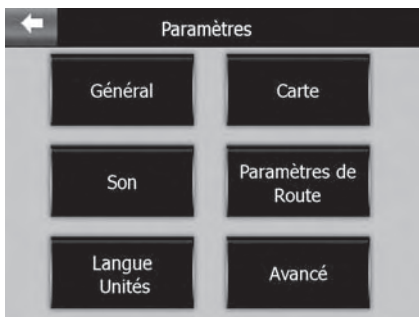 Paramètres
Général
Carte
Son
Paramètres de
Route
Langue
Unités
Avancé